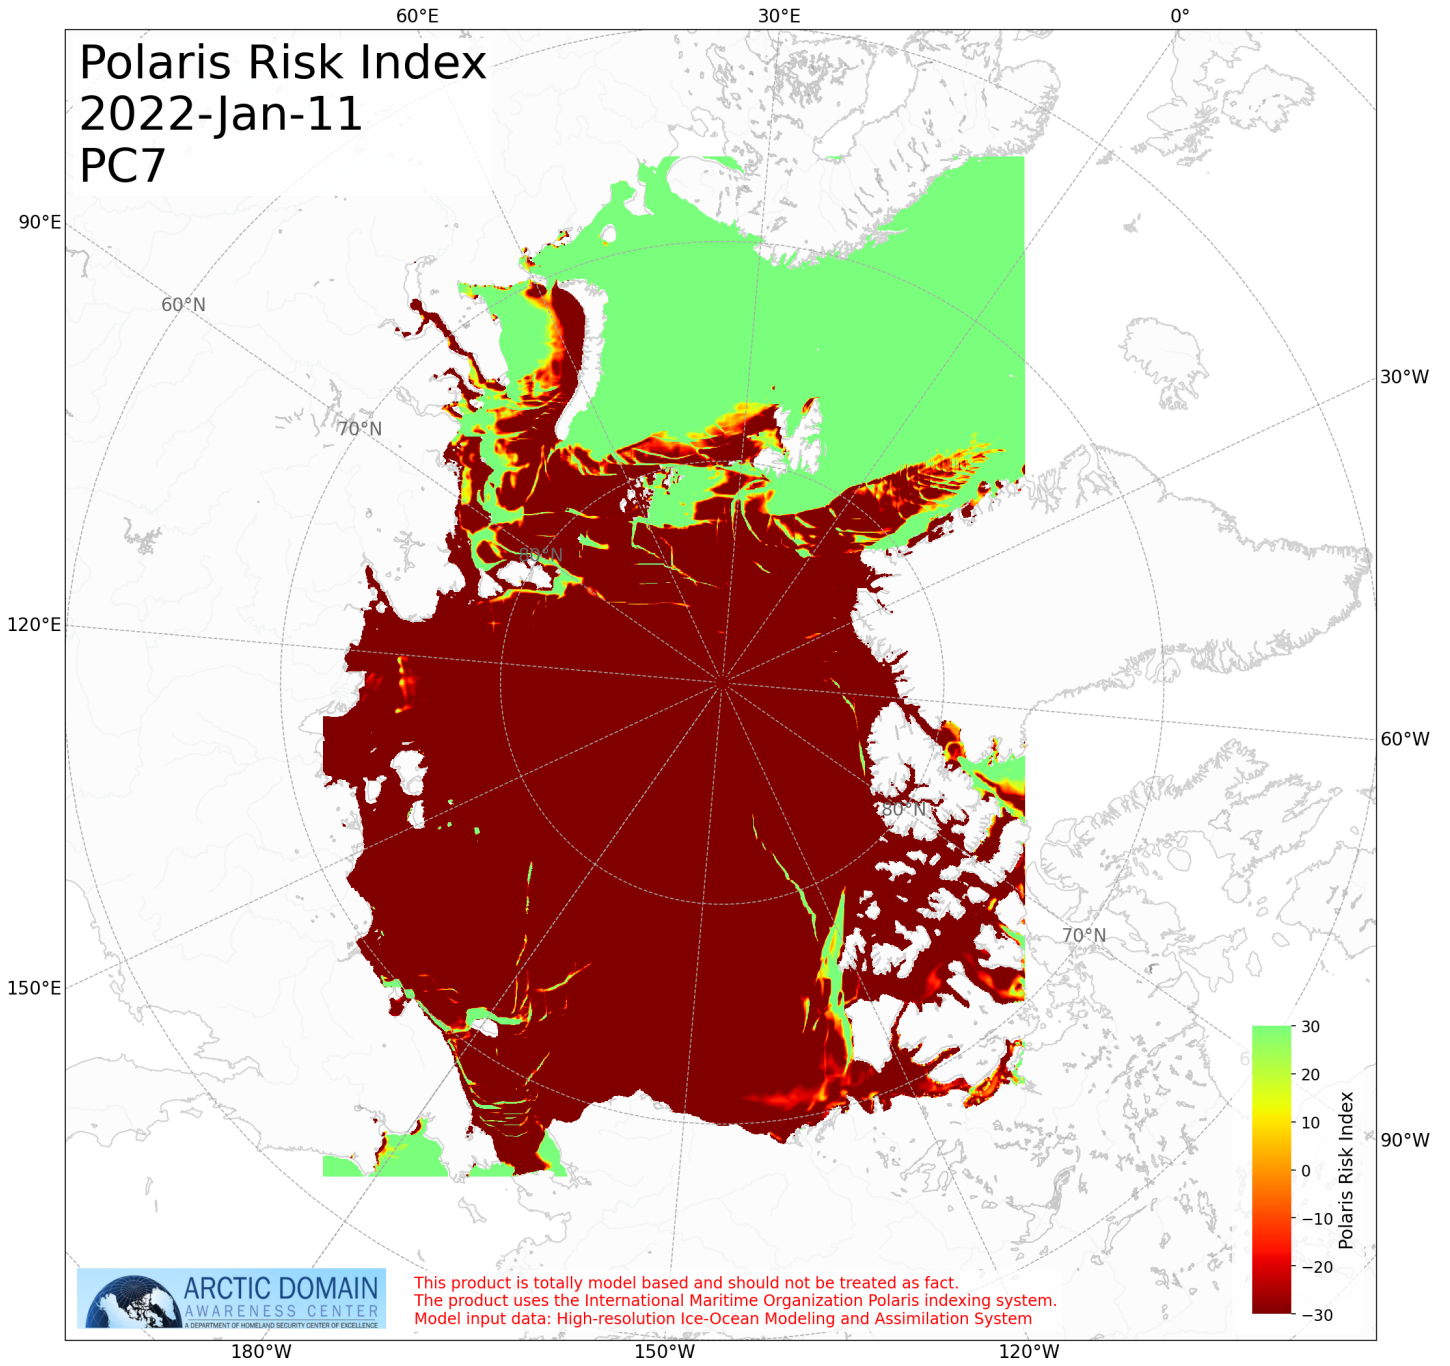 60°E 30°E 0°
Polaris Risk Index
2022-Jan-11
PC7
90°E
60°N
30°W
70°N
80°N
120°E
60°W
80°N
70°N
150°E
30
20
10
0
−10
−20
−30
Polaris Risk Index
90°W
ARCTIC DOMAIN
AWARENESS CENTER
A DEPARTMENT OF HOMELAND SECURITY CENTER OF EXCELLENCE
This product is totally model based and should not be treated as fact.
The product uses the International Maritime Organization Polaris indexing system.
Model input data: High-resolution Ice-Ocean Modeling and Assimilation System
180°W 150°W 120°W